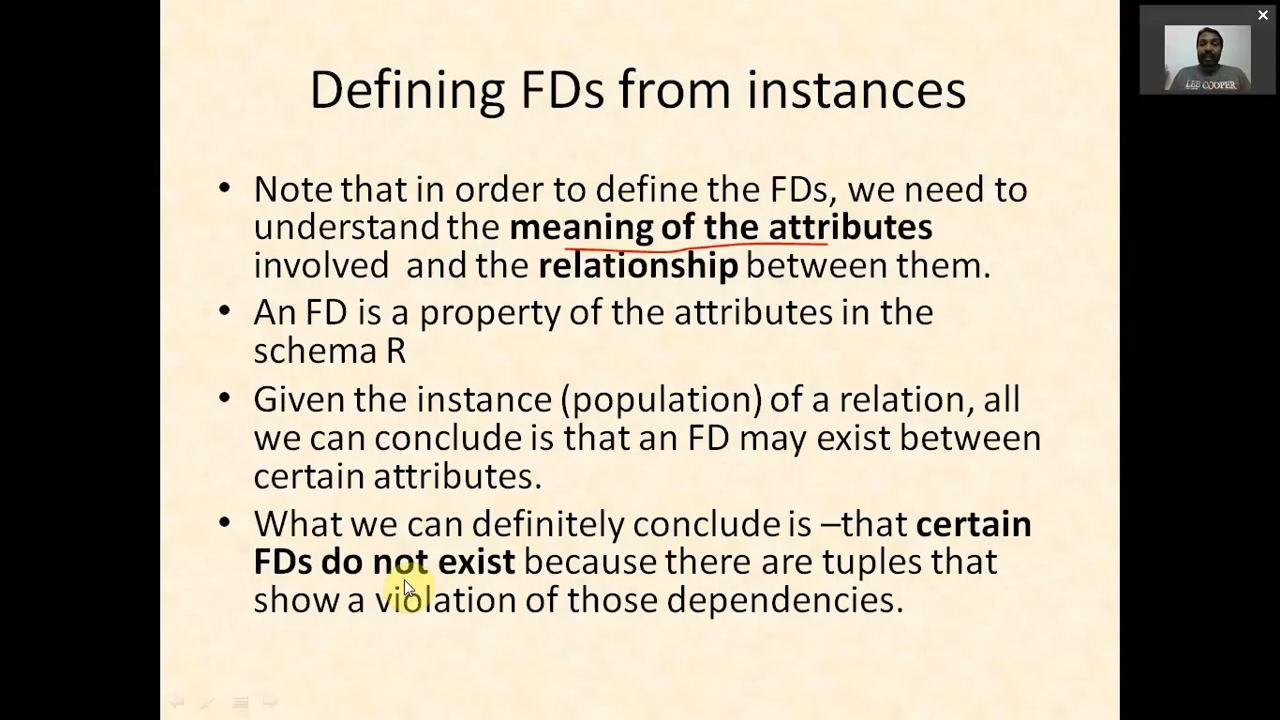 Defining FDs from instances
• Note that in order to define the FDs, we need to
understand the meaning of the attributes
involved and the relationship between them.
• An FD is a property of the attributes in the
schema R
• Given the instance (population) of a relation, all
we can conclude is that an FD may exist between
certain attributes.
• What we can definitely conclude is –that certain
FDs do not exist because there are tuples that
show a violation of those dependencies.
LEE COOPER